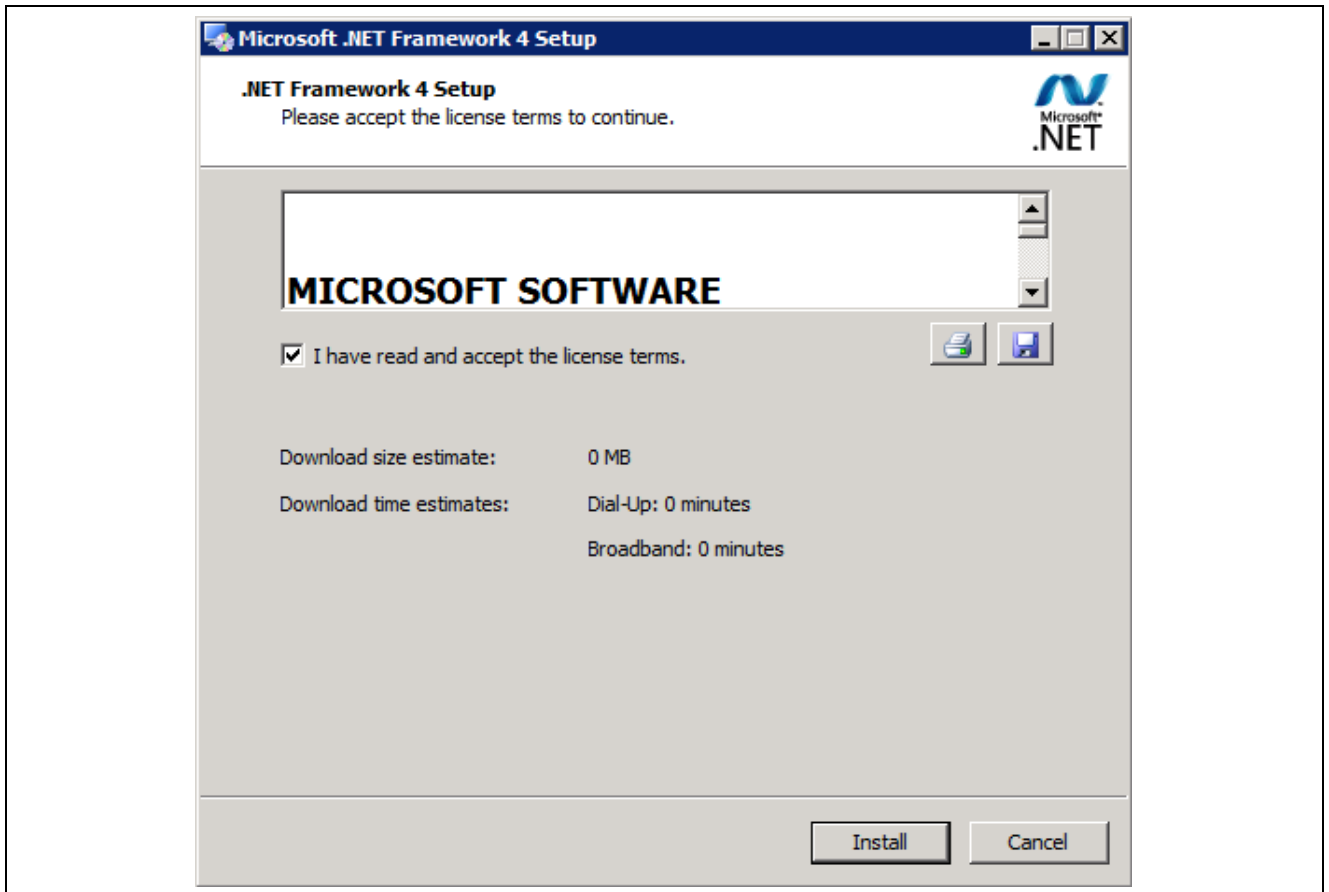 Microsoft .NET Framework 4 Setup
.NET Framework 4 Setup
Please accept the license terms to continue.
Microsoft®
.NET
MICROSOFT SOFTWARE
I have read and accept the license terms.
Download size estimate: 0 MB
Download time estimates: Dial-Up: 0 minutes
Broadband: 0 minutes
Install Cancel